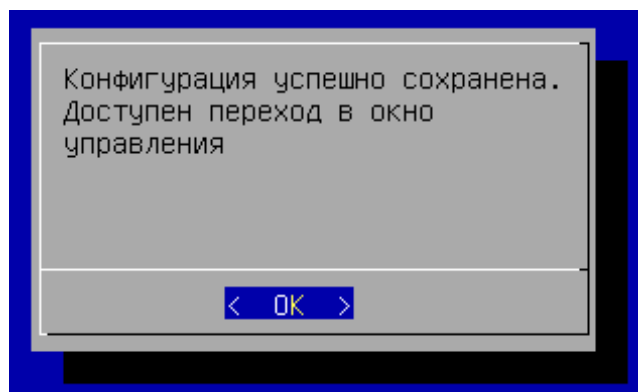 Конфигурация успешно сохранена.
Доступен переход в окно
управления
< OK >